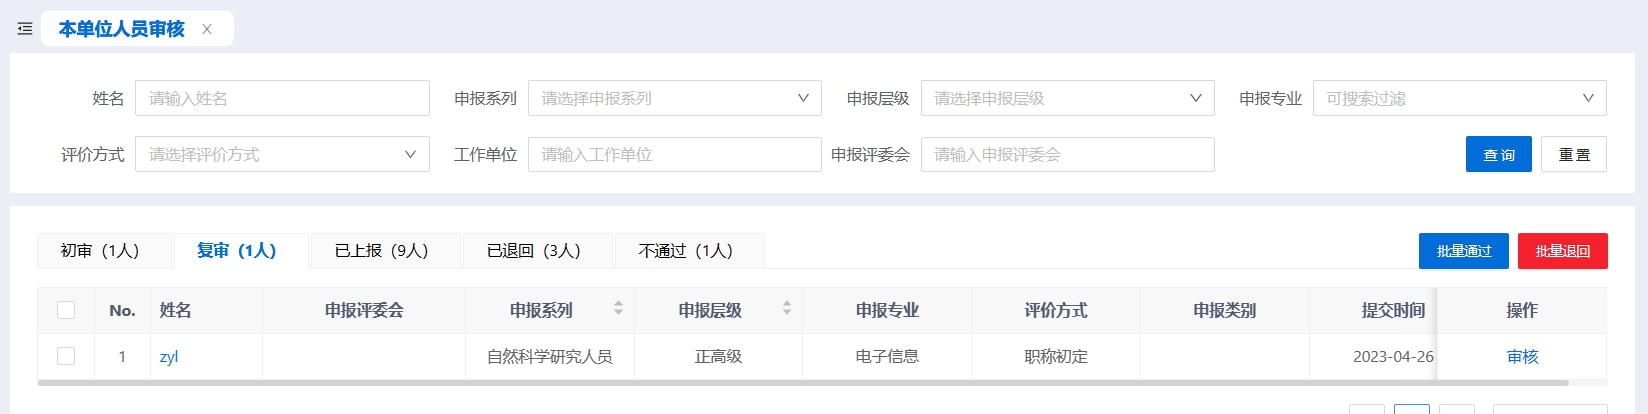 本单位人员审核 X
姓名 请输入姓名 申报系列 请选择申报系列 申报层级 请选择申报层级 申报专业 可搜索过滤
评价方式 请选择评价方式 工作单位 请输入工作单位 申报评委会 请输入申报评委会 查询 重置
初审（1人） 复审（1人） 已上报（9人） 已退回（3人） 不通过（1人） 批量通过 批量退回
No. 姓名 申报评委会 申报系列 申报层级 申报专业 评价方式 申报类别 提交时间 操作
1 zyl 自然科学研究人员 正高级 电子信息 职称初定 2023-04-26 审核